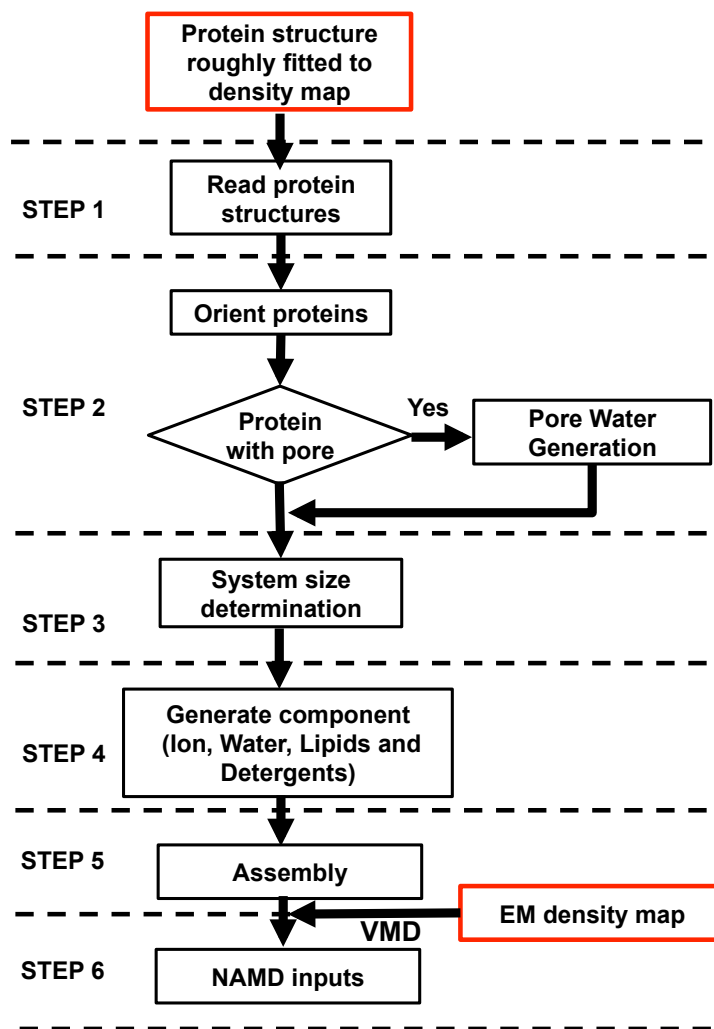 Protein structure
roughly fitted to
density map
STEP 1
Read protein
structures
Orient proteins
STEP 2
Protein
with pore
Yes
Pore Water
Generation
System size
determination
STEP 3
Generate component
(Ion, Water, Lipids and
Detergents)
STEP 4
STEP 5
Assembly
EM density map
VMD
STEP 6
NAMD inputs